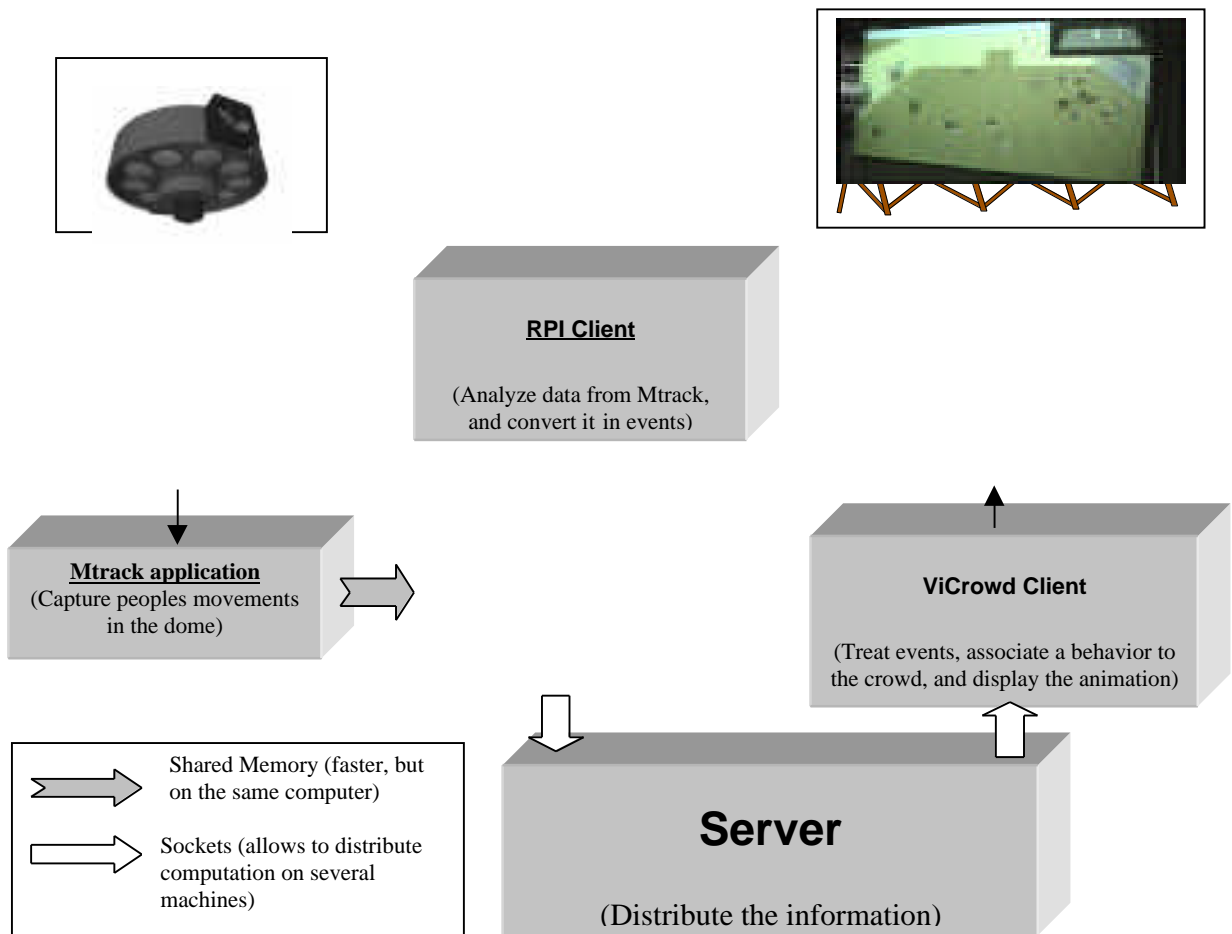 RPI Client
(Analyze data from Mtrack,
and convert it in events)
Mtrack application
(Capture peoples movements
in the dome)
ViCrowd Client
(Treat events, associate a behavior to
the crowd, and display the animation)
Shared Memory (faster, but
on the same computer)
Sockets (allows to distribute
computation on several
machines)
Server
(Distribute the information)